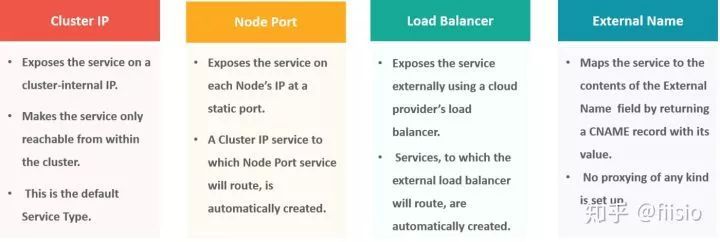 Cluster IP
• Exposes the service on a
cluster-internal IP.
• Makes the service only
reachable from within
the cluster.
• This is the default
Service Type.
Node Port
• Exposes the service on
each Node's IP at a
static port.
• A Cluster IP service to
which Node Port service
will route, is
automatically created.
Load Balancer
• Exposes the service
externally using a cloud
provider's load
balancer.
• Services, to which the
external load balancer
will route, are
automatically created.
External Name
• Maps the service to the
contents of the External
Name field by returning
a CNAME record with its
value.
• No proxying of any kind
is set up.
知乎 @fiisio